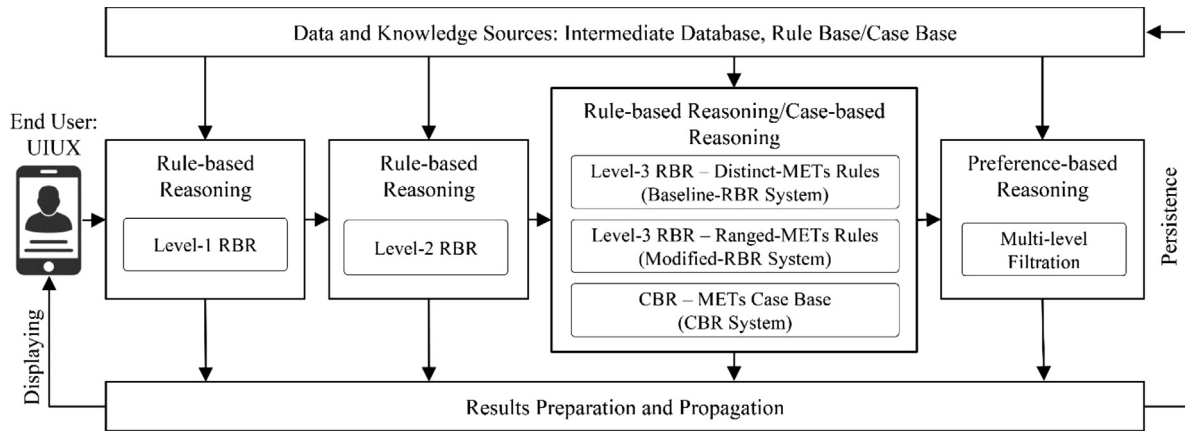 Data and Knowledge Sources: Intermediate Database, Rule Base/Case Base
End User:
UIUX
Rule-based
Reasoning
Level-1 RBR
Rule-based
Reasoning
Level-2 RBR
Rule-based Reasoning/Case-based
Reasoning
Level-3 RBR – Distinct-METs Rules
(Baseline-RBR System)
Level-3 RBR – Ranged-METs Rules
(Modified-RBR System)
CBR – METs Case Base
(CBR System)
Preference-based
Reasoning
Multi-level
Filtration
Persistence
Displaying
Results Preparation and Propagation